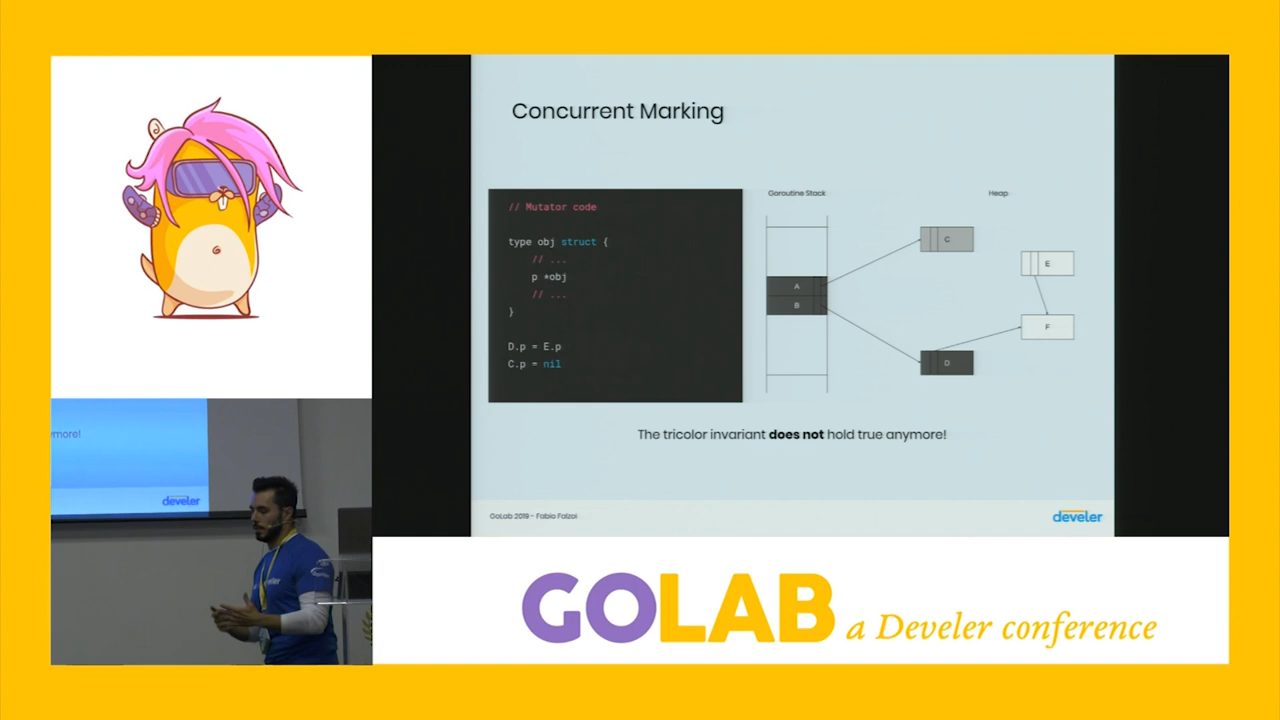 Concurrent Marking
// Mutator code
type obj struct {
// ...
p *obj
// ...
}
D.p = E.p
C.p = nil
Goroutine Stack
Heap
A
B
C
D
E
F
The tricolor invariant does not hold true anymore!
GoLab 2019 - Fabio Falzoi
develer
ymore!
develer
GOLAB a Develer conference